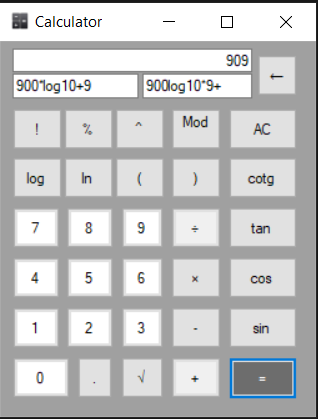 Calculator
909
900*log10+9 900log10*9+
←
! % ^ Mod AC
log ln ( ) cotg
7 8 9 ÷ tan
4 5 6 × cos
1 2 3 - sin
0 . √ + =